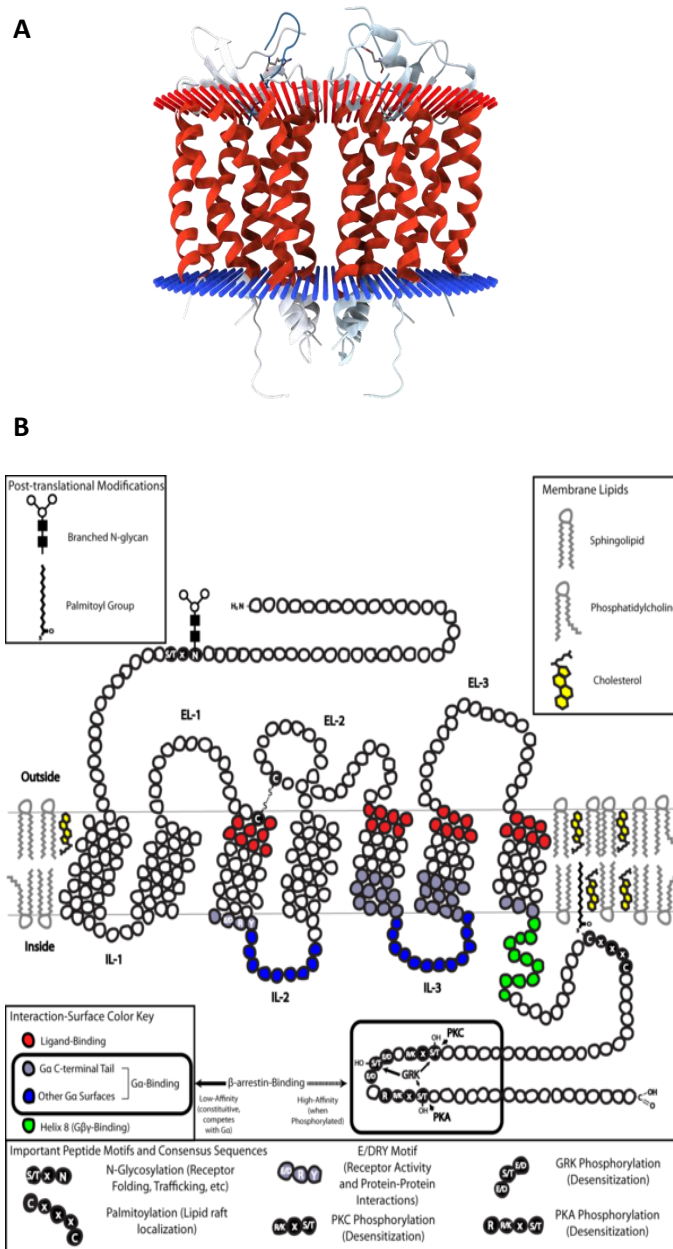 A
B
Post-translational Modifications
Branched N-glycan
Palmitoyl Group
S
O
Membrane Lipids
Sphingolipid
Phosphatidylcholine
Cholesterol
H₂N
S/T X N
EL-1
EL-2
EL-3
C
C
Outside
Inside
IL-1
IL-2
IL-3
S
O
C X X X C
Interaction-Surface Color Key
Ligand-Binding
Gα C-terminal Tail
Other Gα Surfaces
Gα-Binding
Helix 8 (Gβγ-Binding)
β-arrestin-Binding
Low-Affinity
(constitutive,
competes
with Gα)
High-Affinity
(when
Phosphorylated)
OH
PKC
HO
S/T E/D R/K X S/T
E/D
GRK
OH
R R/K X S/T
PKA
OH
O
Important Peptide Motifs and Consensus Sequences
S/T X N
N-Glycosylation (Receptor
Folding, Trafficking, etc)
E/D R Y
E/DRY Motif
(Receptor Activity
and Protein-Protein
Interactions)
S/T E/D
E/D
GRK Phosphorylation
(Desensitization)
C X X X C
Palmitoylation (Lipid raft
localization)
R/K X S/T
PKC Phosphorylation
(Desensitization)
R R/K X S/T
PKA Phosphorylation
(Desensitization)